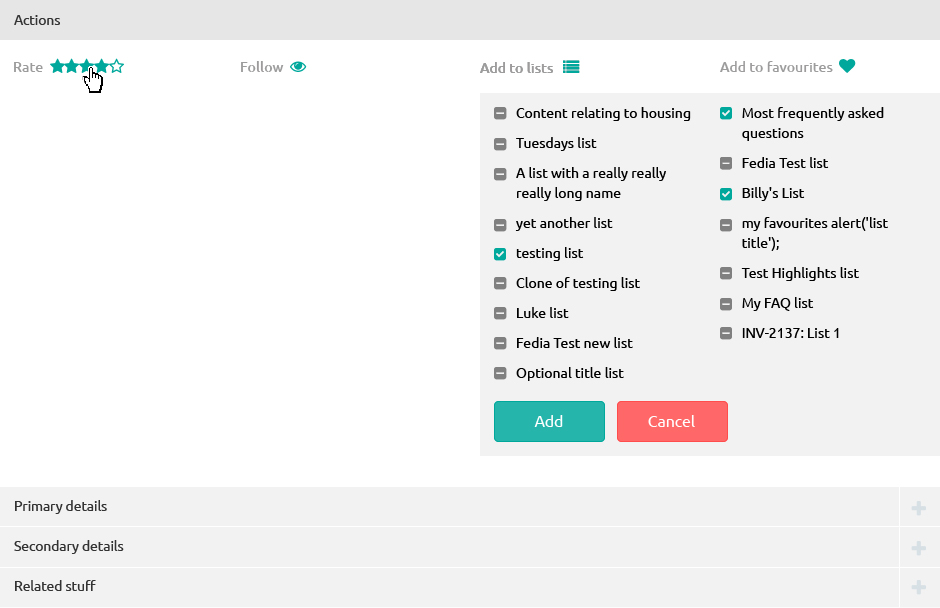 Actions
Rate
Follow
Add to lists
Add to favourites
Content relating to housing
Tuesdays list
A list with a really really
really long name
yet another list
testing list
Clone of testing list
Luke list
Fedia Test new list
Optional title list
Most frequently asked
questions
Fedia Test list
Billy's List
my favourites alert('list
title');
Test Highlights list
My FAQ list
INV-2137: List 1
Add
Cancel
Primary details
Secondary details
Related stuff